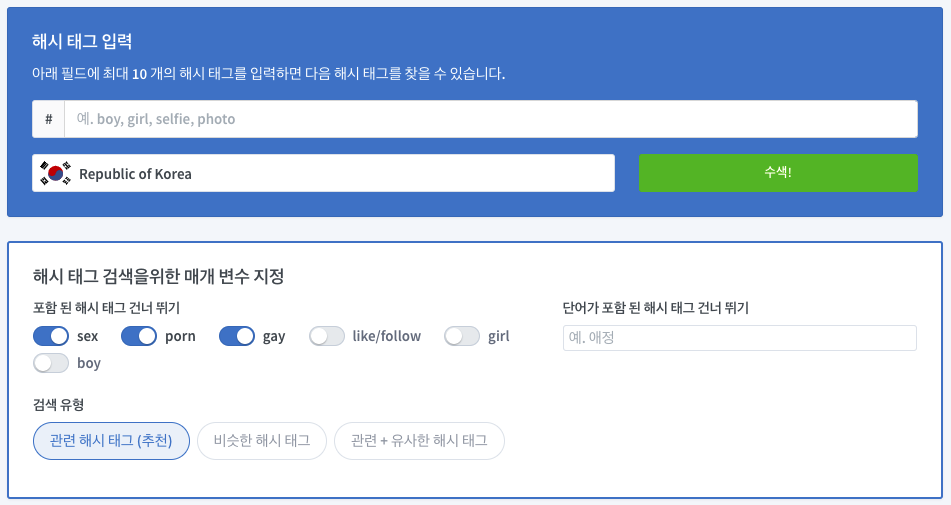 해시 태그 입력
아래 필드에 최대 10 개의 해시 태그를 입력하면 다음 해시 태그를 찾을 수 있습니다.
# 예. boy, girl, selfie, photo
Republic of Korea 수색!
해시 태그 검색을위한 매개 변수 지정
포함 된 해시 태그 건너 뛰기
sex porn gay like/follow girl
boy
단어가 포함 된 해시 태그 건너 뛰기
예. 애정
검색 유형
관련 해시 태그 (추천) 비슷한 해시 태그 관련 + 유사한 해시 태그